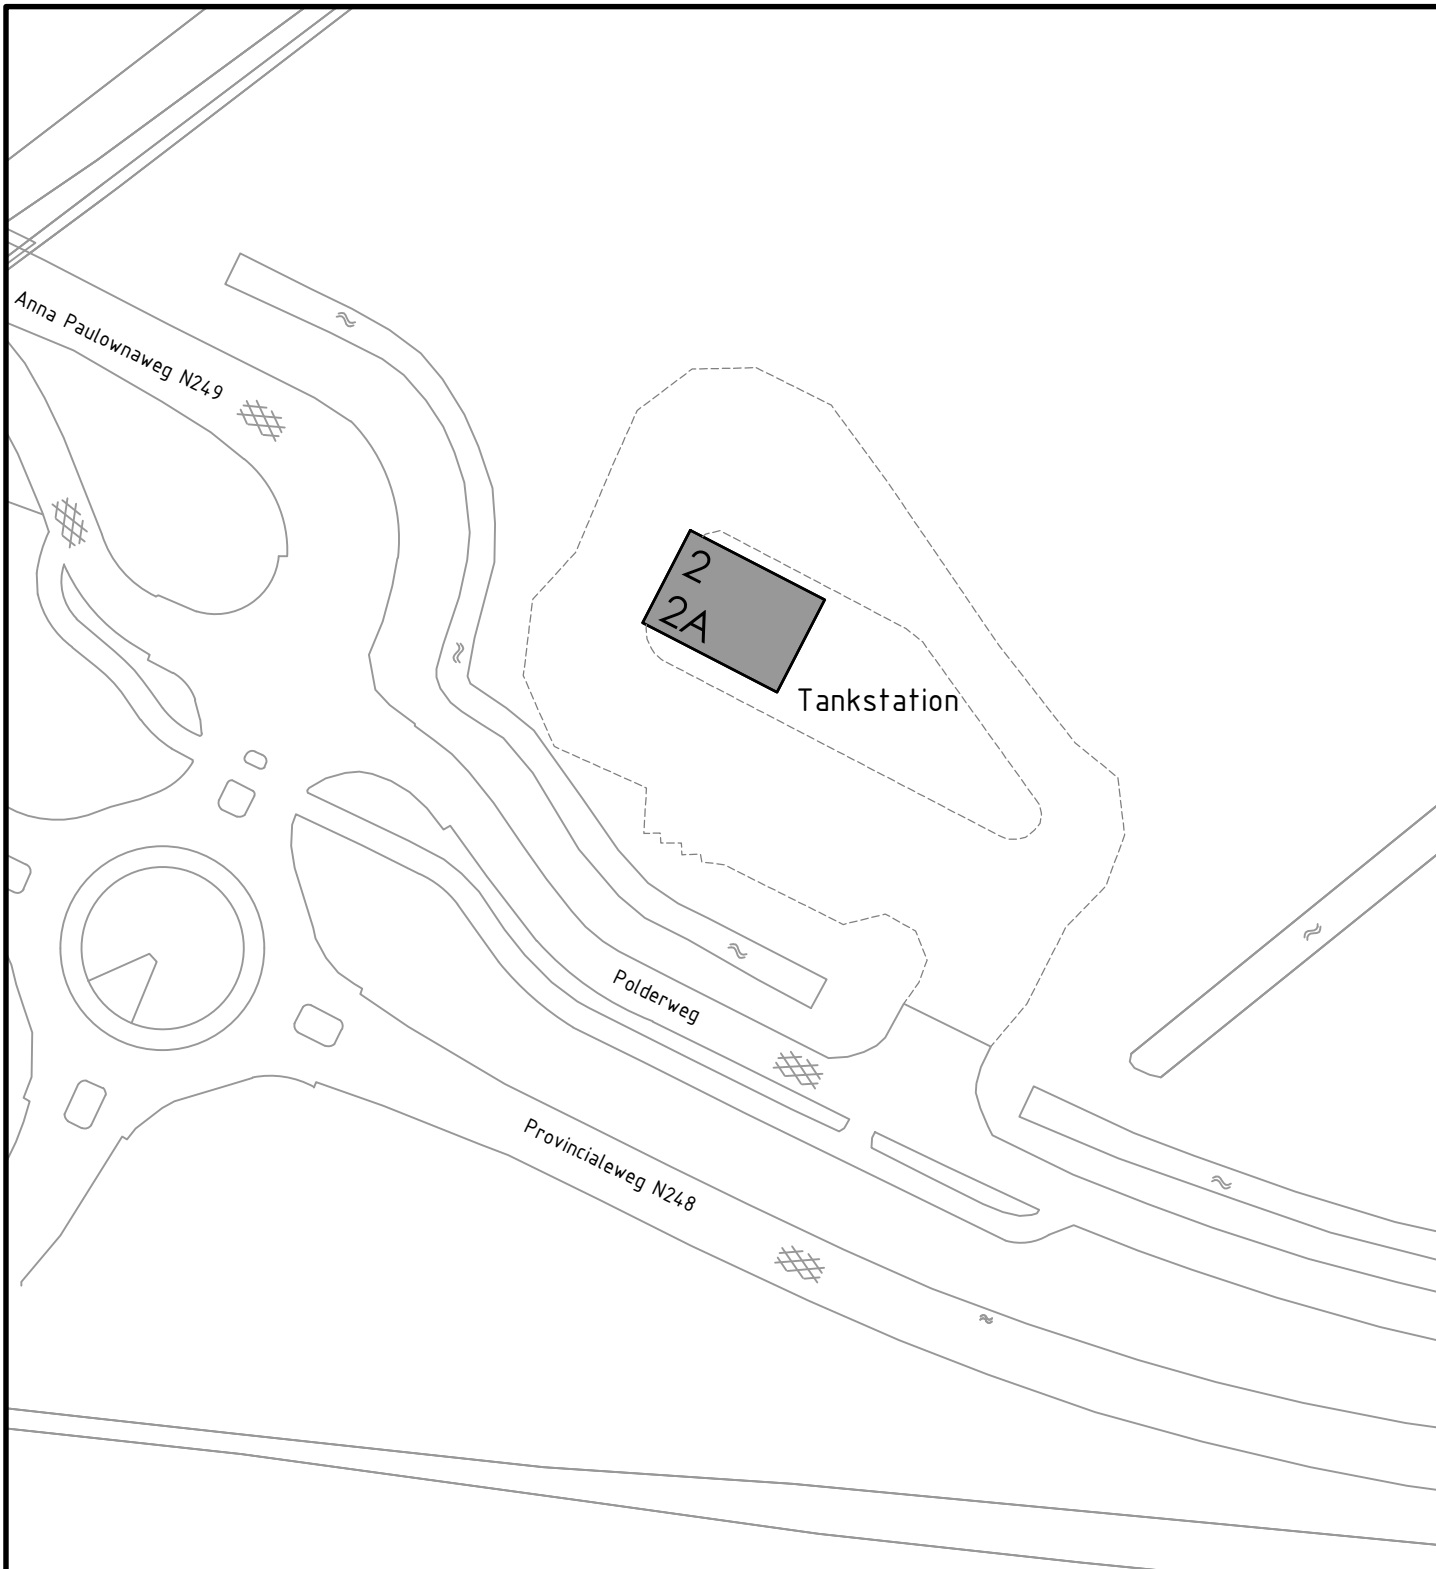 Anna Paulownaweg N249
2
2A
Tankstation
Polderweg
Provincialeweg N248